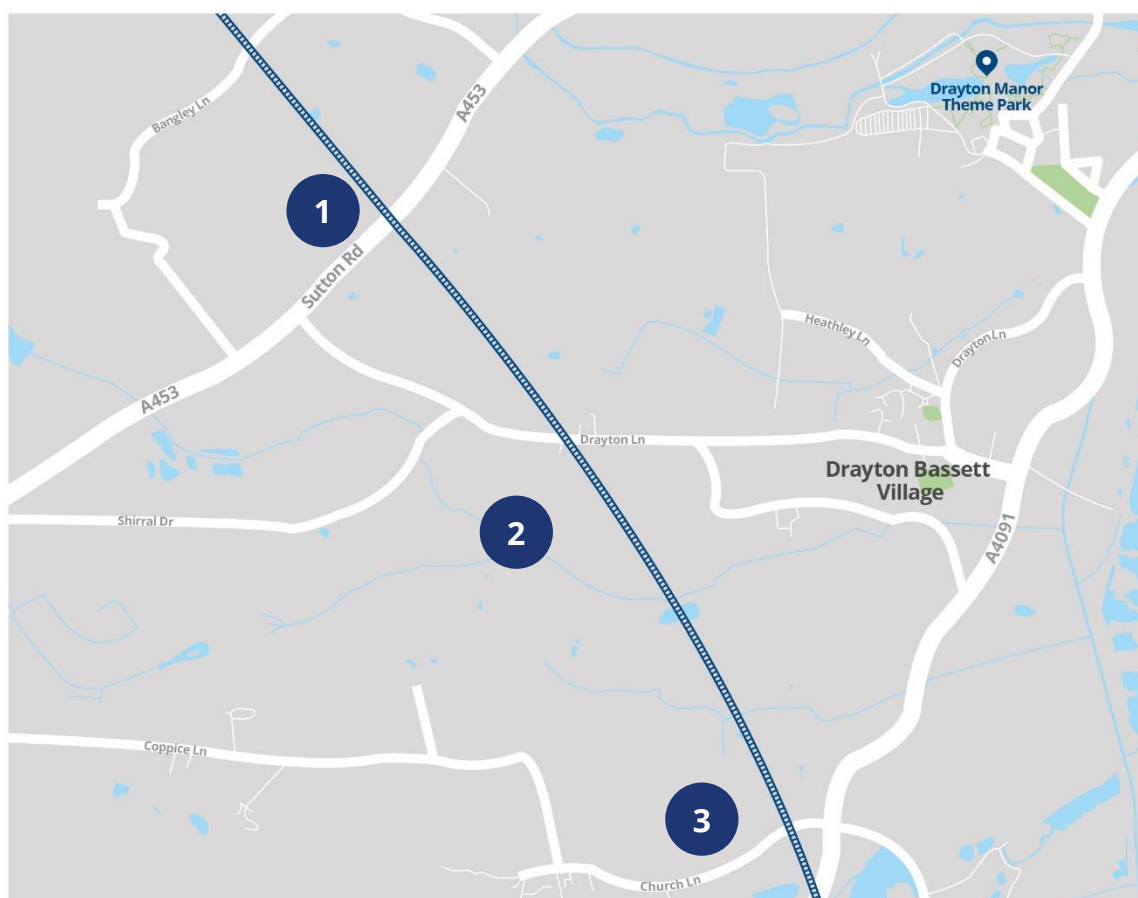 Drayton Manor
Theme Park
Bangley Ln
A453
1
Sutton Rd
Heathley Ln
Drayton Ln
A453
Drayton Ln
Drayton Bassett
Village
Shirral Dr
2
A4091
Coppice Ln
3
Church Ln